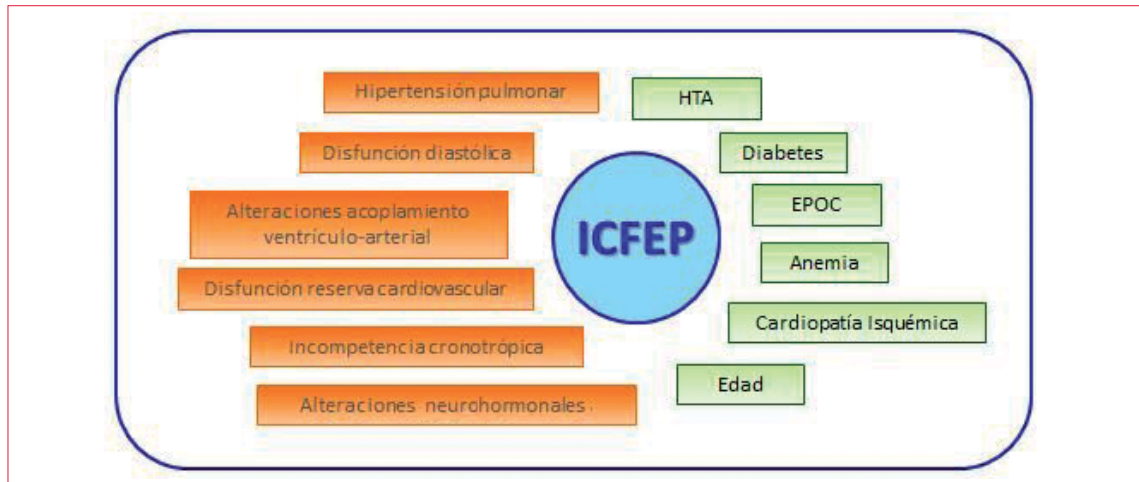 Hipertensión pulmonar
HTA
Disfunción diastólica
Diabetes
Alteraciones acoplamiento
ventrículo-arterial
EPOC
ICFEP
Anemia
Disfunción reserva cardiovascular
Cardiopatía Isquémica
Incompetencia cronotrópica
Edad
Alteraciones neurohormonales